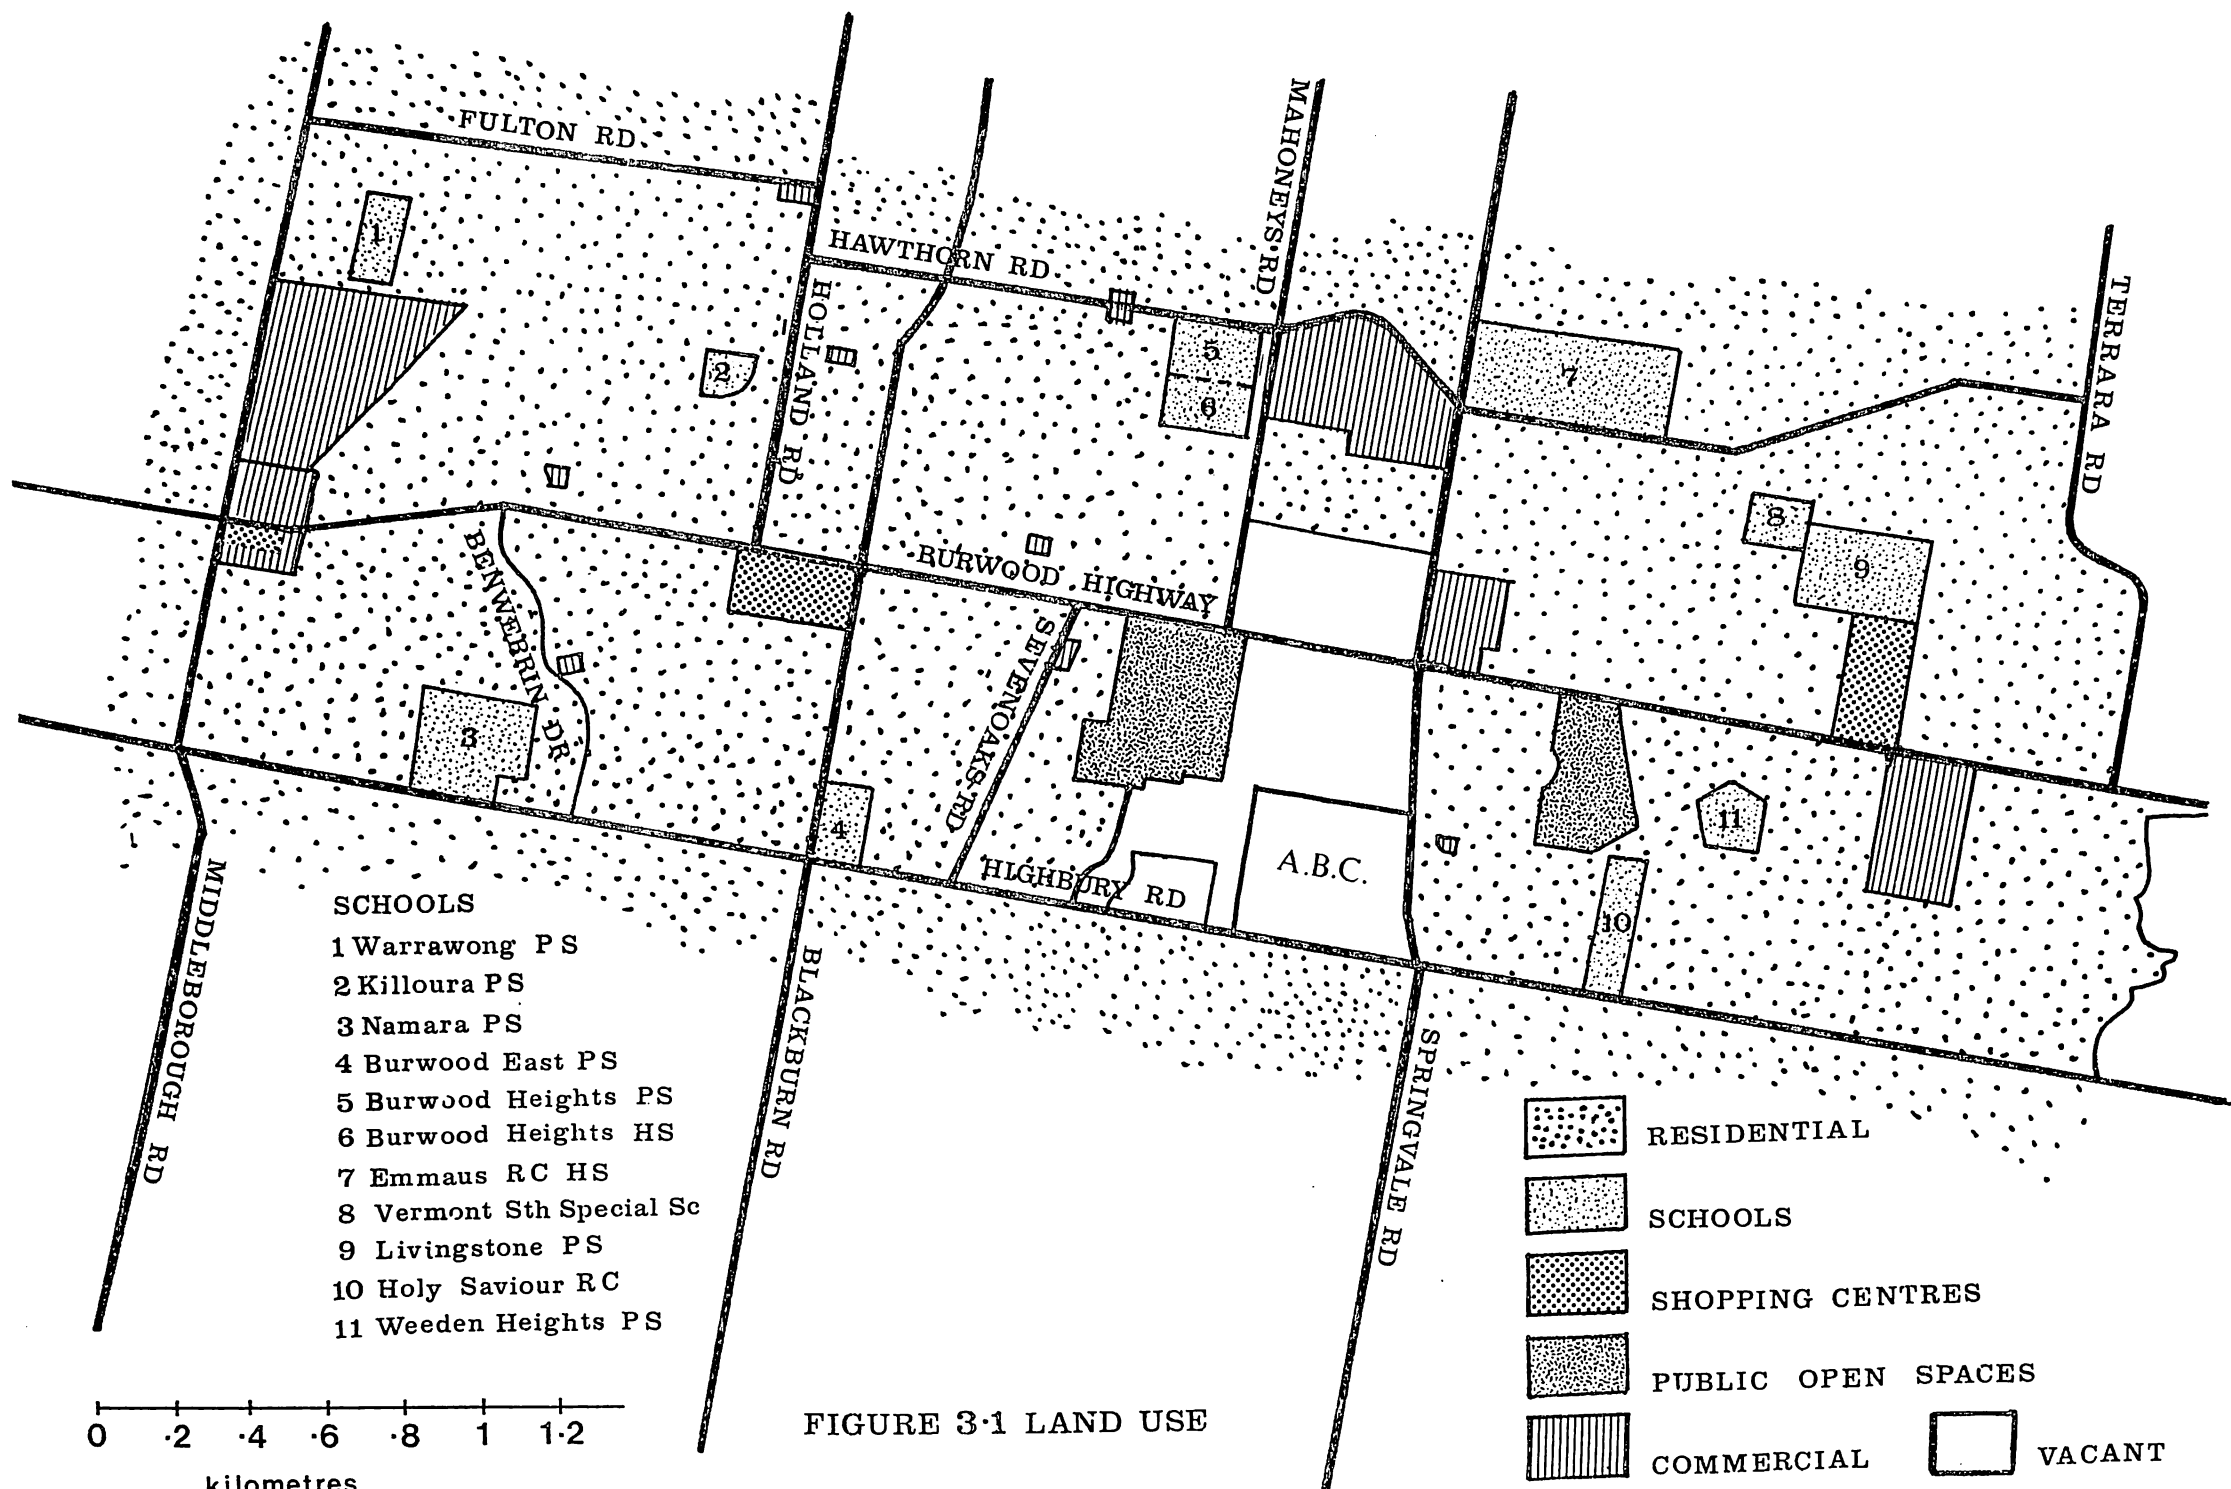 FULTON RD
MAHONEYS RD
HAWTHORN RD
HOLLAND RD
TERRARA RD
1
2
5
6
7
8
9
BENWERRIN DR
BURWOOD HIGHWAY
SEVENOAKS RD
3
4
11
10
A.B.C.
HIGHBURY RD
MIDDLEBOROUGH RD
BLACKBURN RD
SPRINGVALE RD
SCHOOLS
1 Warrawong PS
2 Killoura PS
3 Namara PS
4 Burwood East PS
5 Burwood Heights PS
6 Burwood Heights HS
7 Emmaus RC HS
8 Vermont Sth Special Sc
9 Livingstone PS
10 Holy Saviour RC
11 Weeden Heights PS
RESIDENTIAL
SCHOOLS
SHOPPING CENTRES
PUBLIC OPEN SPACES
COMMERCIAL
VACANT
0 ·2 ·4 ·6 ·8 1 1·2
kilometres
FIGURE 3·1 LAND USE